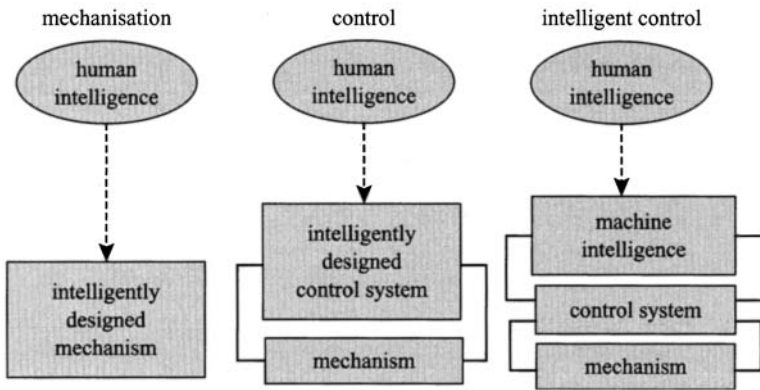 mechanisation
human
intelligence
intelligently
designed
mechanism
control
human
intelligence
intelligently
designed
control system
mechanism
intelligent control
human
intelligence
machine
intelligence
control system
mechanism